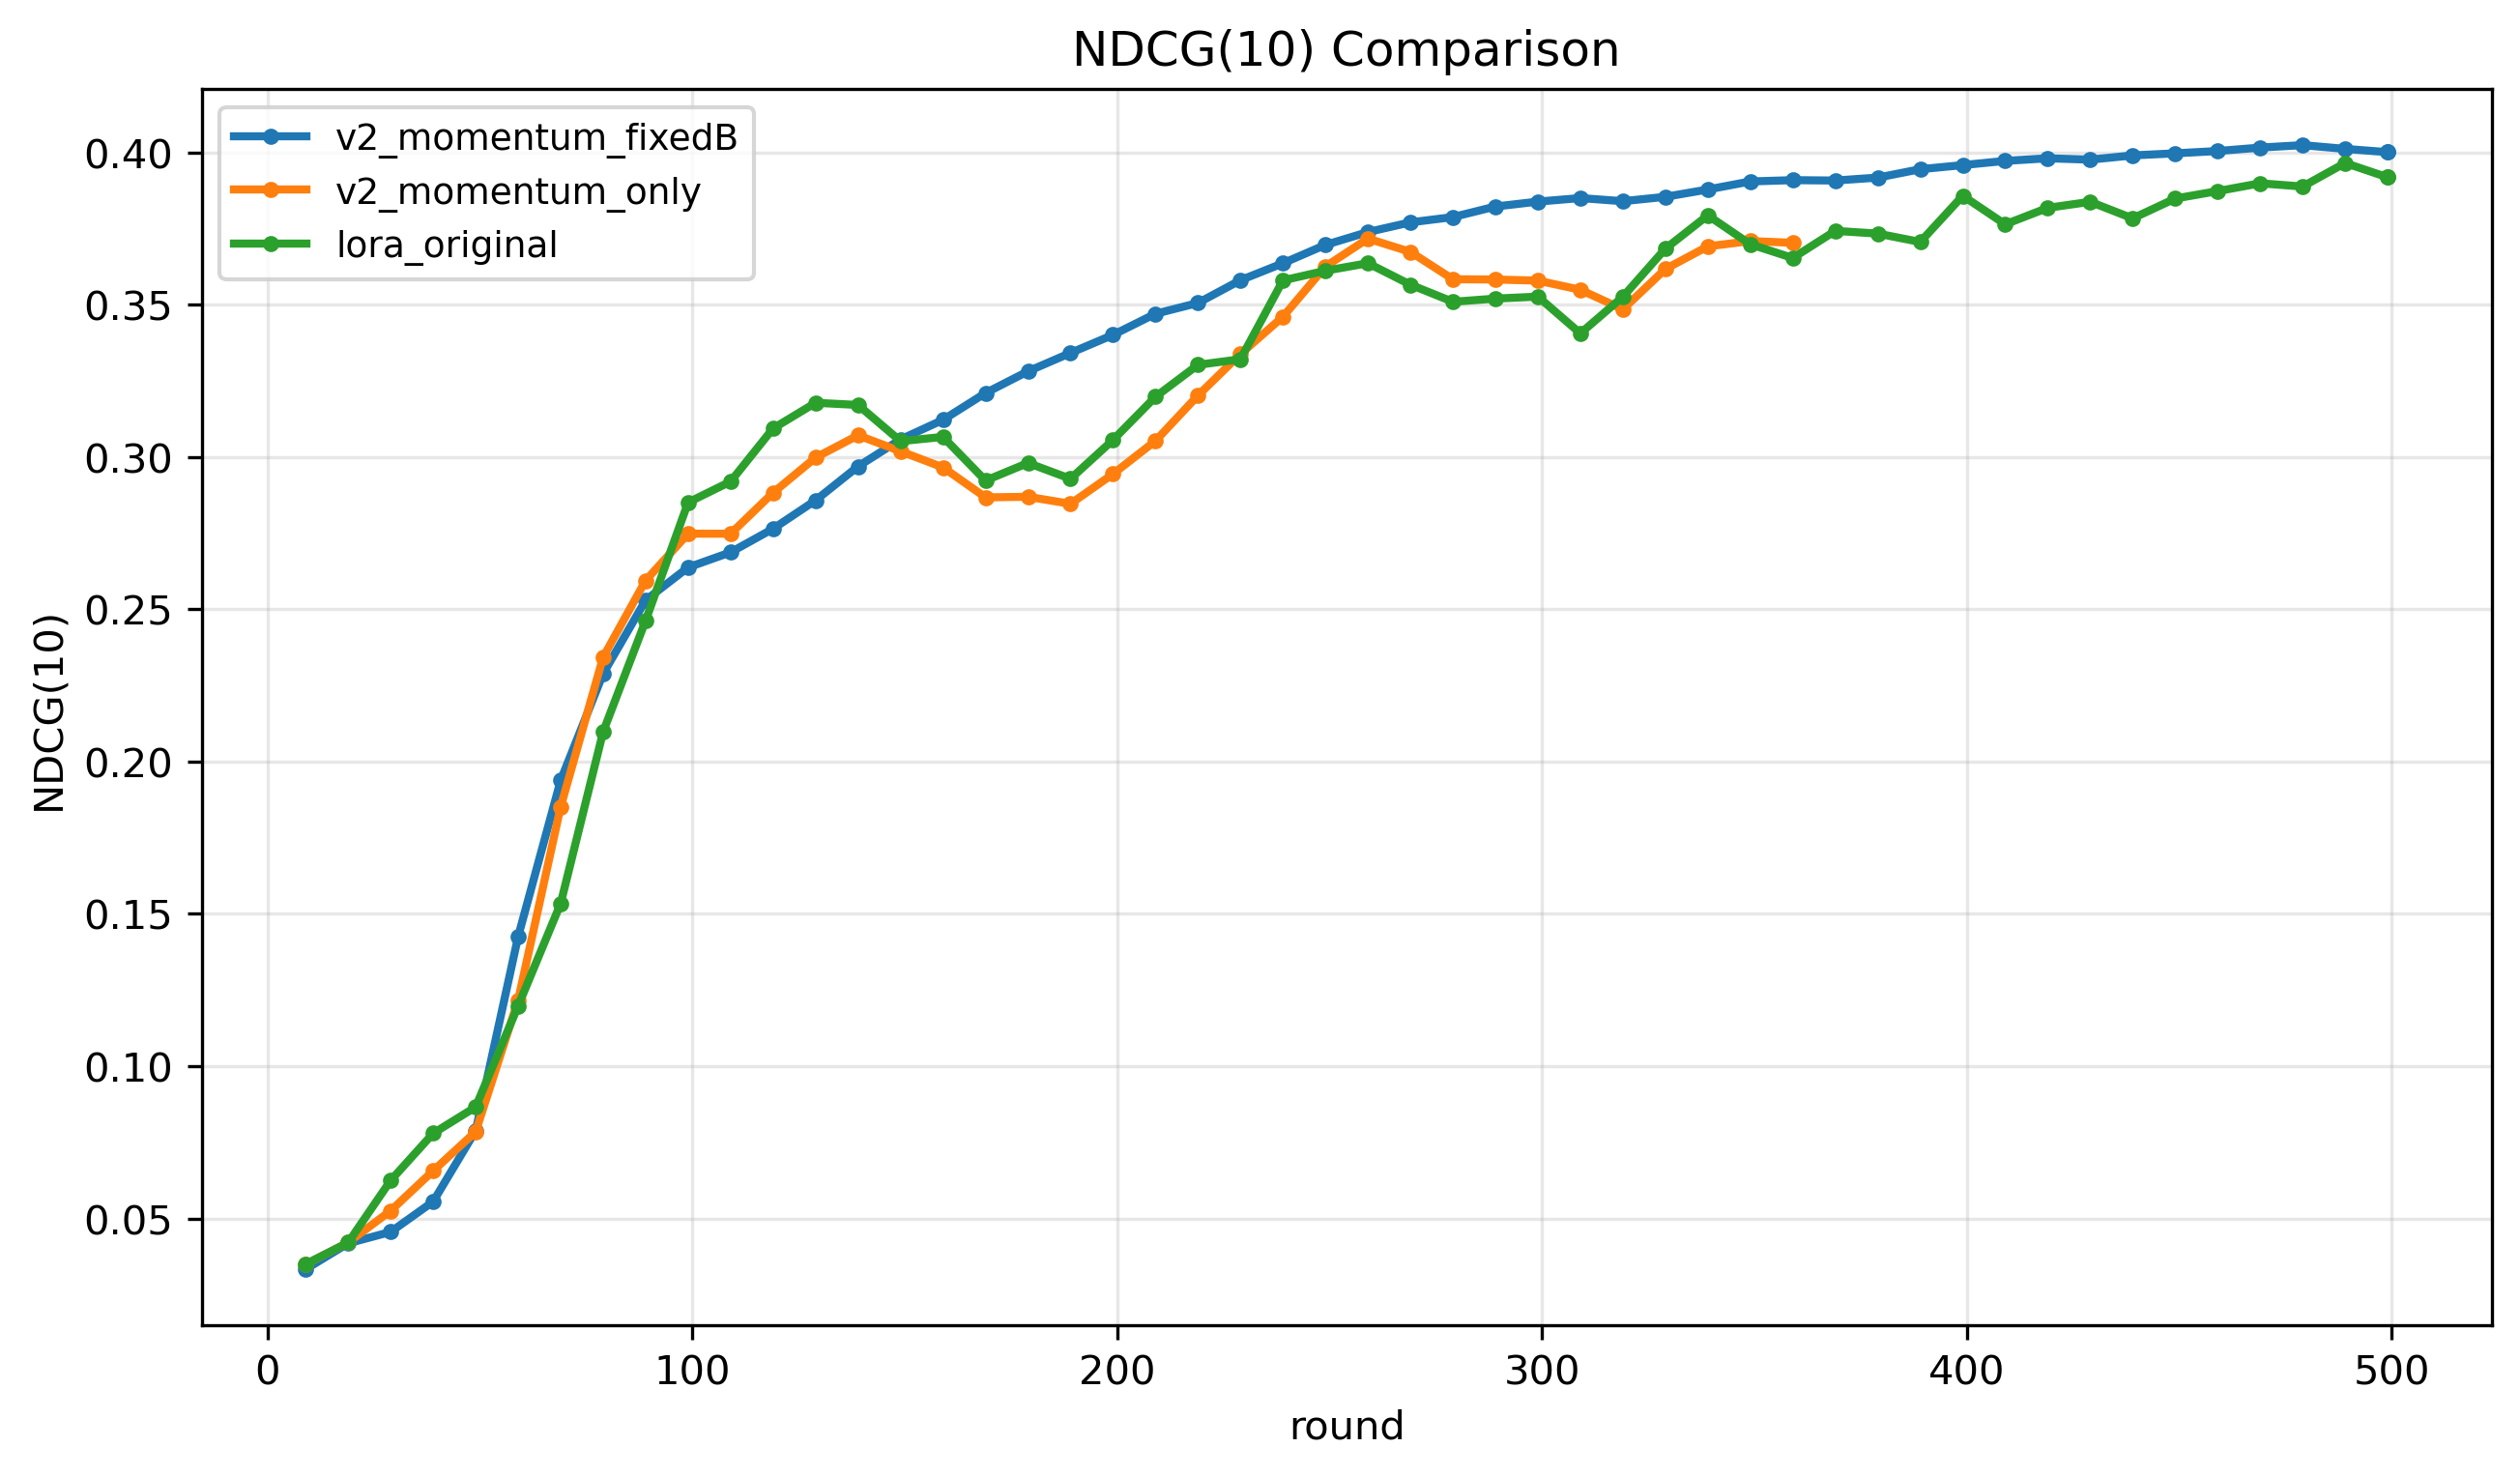 NDCG(10) Comparison
v2_momentum_fixedB
v2_momentum_only
lora_original
NDCG(10)
0.40
0.35
0.30
0.25
0.20
0.15
0.10
0.05
0 100 200 300 400 500
round